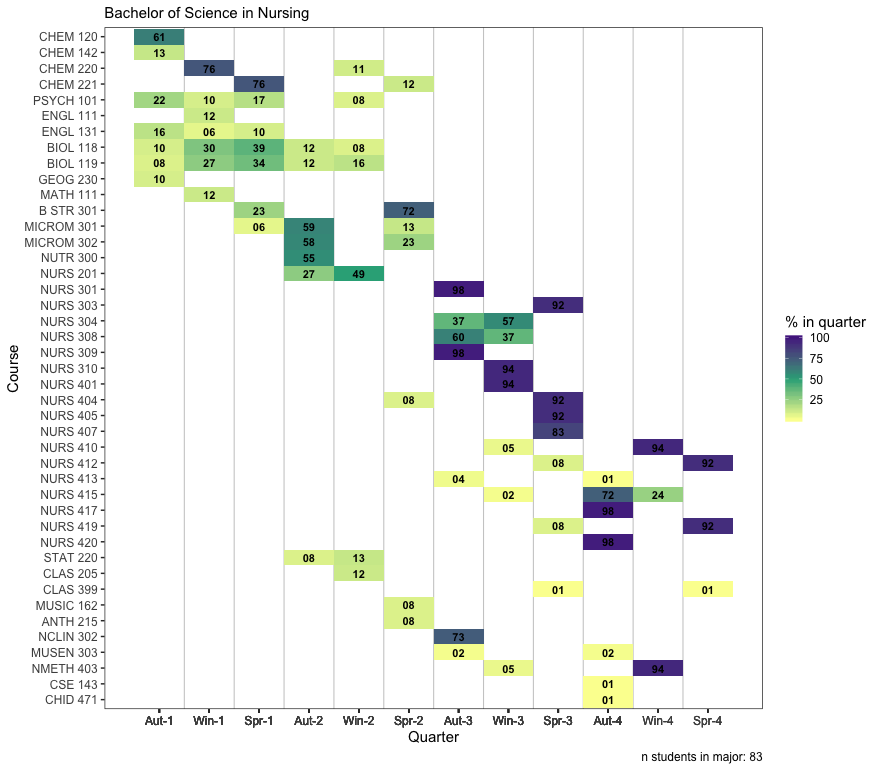 Bachelor of Science in Nursing
CHEM 120 61
CHEM 142 13
CHEM 220 76 11
CHEM 221 76 12
PSYCH 101 22 10 17 08
ENGL 111 12
ENGL 131 16 06 10
BIOL 118 10 30 39 12 08
BIOL 119 08 27 34 12 16
GEOG 230 10
MATH 111 12
B STR 301 23 72
MICROM 301 06 59 13
MICROM 302 58 23
NUTR 300 55
NURS 201 27 49
NURS 301 98
NURS 303 92
NURS 304 37 57
NURS 308 60 37
NURS 309 98
NURS 310 94
NURS 401 94
NURS 404 08 92
NURS 405 92
NURS 407 83
NURS 410 05 94
NURS 412 08 92
NURS 413 04 01
NURS 415 02 72 24
NURS 417 98
NURS 419 08 92
NURS 420 98
STAT 220 08 13
CLAS 205 12
CLAS 399 01 01
MUSIC 162 08
ANTH 215 08
NCLIN 302 73
MUSEN 303 02 02
NMETH 403 05 94
CSE 143 01
CHID 471 01
Aut-1 Win-1 Spr-1 Aut-2 Win-2 Spr-2 Aut-3 Win-3 Spr-3 Aut-4 Win-4 Spr-4
Quarter
Course
% in quarter
100
75
50
25
n students in major: 83